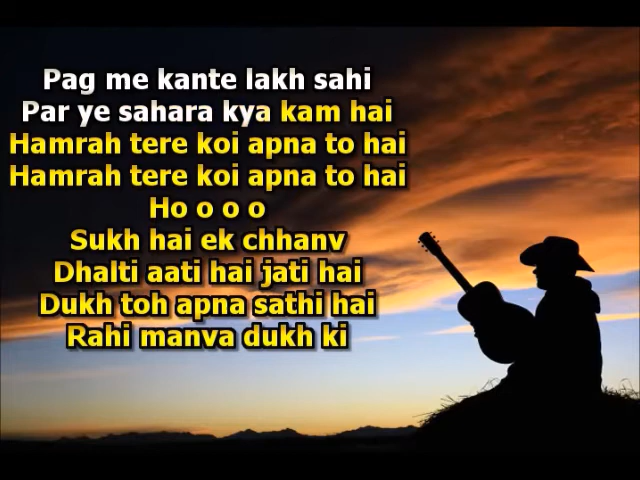 Pag me kante lakh sahi
Par ye sahara kya kam hai
Hamrah tere koi apna to hai
Hamrah tere koi apna to hai
Ho o o o
Sukh hai ek chhanv
Dhalti aati hai jati hai
Dukh toh apna sathi hai
Rahi manva dukh ki